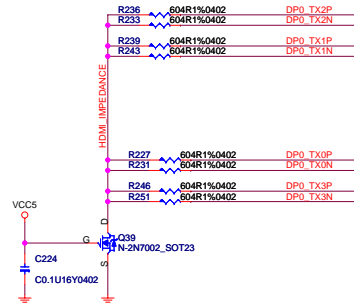 R236 604R1%0402 DP0_TX2P
R233 604R1%0402 DP0_TX2N
R239 604R1%0402 DP0_TX1P
R243 604R1%0402 DP0_TX1N
HDMI_IMPEDANCE
R227 604R1%0402 DP0_TX0P
R231 604R1%0402 DP0_TX0N
R246 604R1%0402 DP0_TX3P
R251 604R1%0402 DP0_TX3N
VCC5
D
G
S
Q39
N-2N7002_SOT23
C224
C0.1U16Y0402